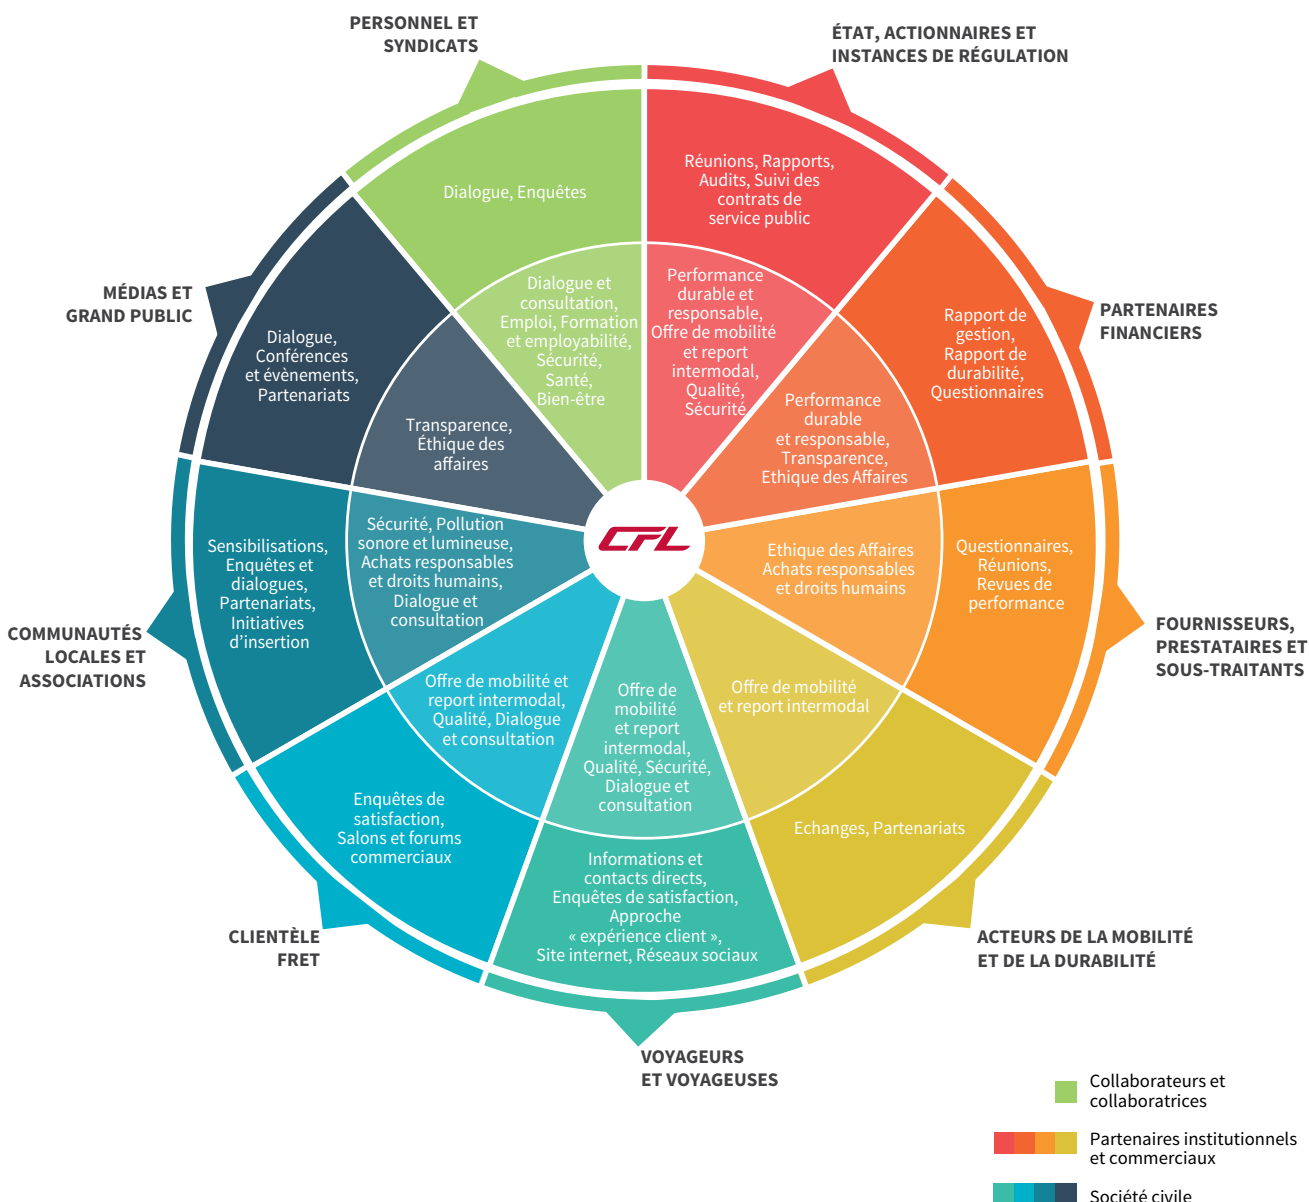 PERSONNEL ET
SYNDICATS
ÉTAT, ACTIONNAIRES ET
INSTANCES DE RÉGULATION
Dialogue, Enquêtes
Réunions, Rapports,
Audits, Suivi des
contrats de
service public
Dialogue et
consultation,
Emploi, Formation
et employabilité,
Sécurité,
Santé,
Bien-être
Performance
durable et
responsable,
Offre de mobilité
et report
intermodal,
Qualité,
Sécurité
MÉDIAS ET
GRAND PUBLIC
Dialogue,
Conférences
et évènements,
Partenariats
Transparence,
Éthique des
affaires
Performance
durable
et responsable,
Transparence,
Ethique des Affaires
Rapport de
gestion,
Rapport de
durabilité,
Questionnaires
PARTENAIRES
FINANCIERS
COMMUNAUTÉS
LOCALES ET
ASSOCIATIONS
Sensibilisations,
Enquêtes et
dialogues,
Partenariats,
Initiatives
d’insertion
Sécurité, Pollution
sonore et lumineuse,
Achats responsables
et droits humains,
Dialogue et
consultation
CFL
Ethique des Affaires
Achats responsables
et droits humains
Questionnaires,
Réunions,
Revues de
performance
FOURNISSEURS,
PRESTATAIRES ET
SOUS-TRAITANTS
Offre de mobilité et
report intermodal,
Qualité, Dialogue
et consultation
Offre de
mobilité
et report
intermodal,
Qualité, Sécurité,
Dialogue et
consultation
Offre de mobilité
et report intermodal
Enquêtes de
satisfaction,
Salons et forums
commerciaux
Informations et
contacts directs,
Enquêtes de satisfaction,
Approche
« expérience client »,
Site internet, Réseaux sociaux
Echanges, Partenariats
CLIENTÈLE
FRET
ACTEURS DE LA MOBILITÉ
ET DE LA DURABILITÉ
VOYAGEURS
ET VOYAGEUSES
Collaborateurs et
collaboratrices
Partenaires institutionnels
et commerciaux
Société civile